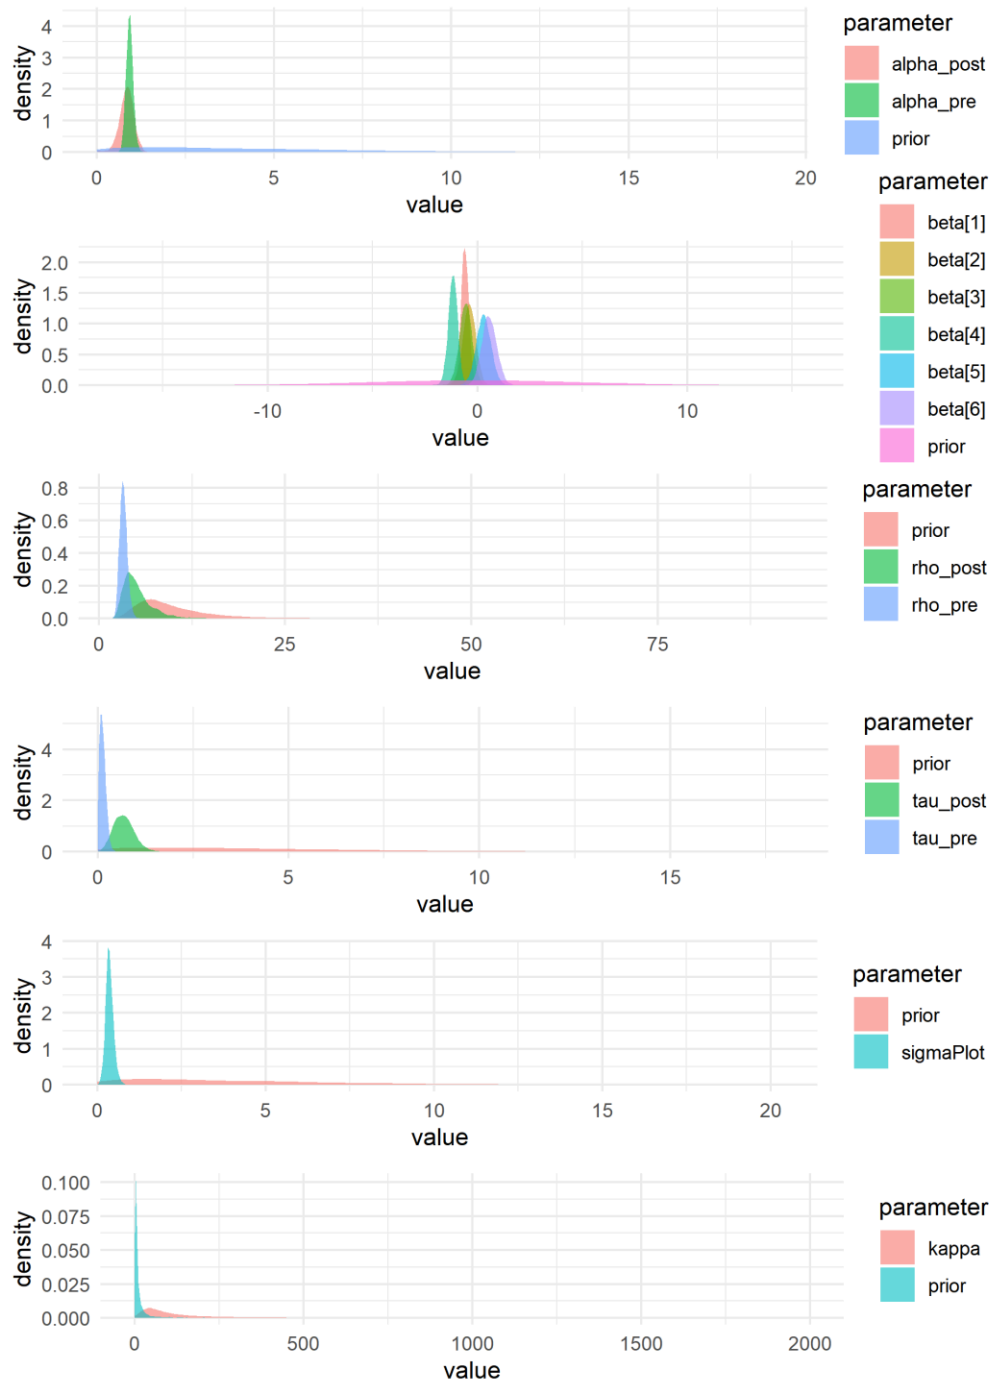 density
4
3
2
1
0
0 5 10 15 20
value
parameter
alpha_post
alpha_pre
prior
density
2.0
1.5
1.0
0.5
0.0
-10 0 10
value
parameter
beta[1]
beta[2]
beta[3]
beta[4]
beta[5]
beta[6]
prior
density
0.8
0.6
0.4
0.2
0.0
0 25 50 75
value
parameter
prior
rho_post
rho_pre
density
4
2
0
0 5 10 15
value
parameter
prior
tau_post
tau_pre
density
4
3
2
1
0
0 5 10 15 20
value
parameter
prior
sigmaPlot
density
0.100
0.075
0.050
0.025
0.000
0 500 1000 1500 2000
value
parameter
kappa
prior